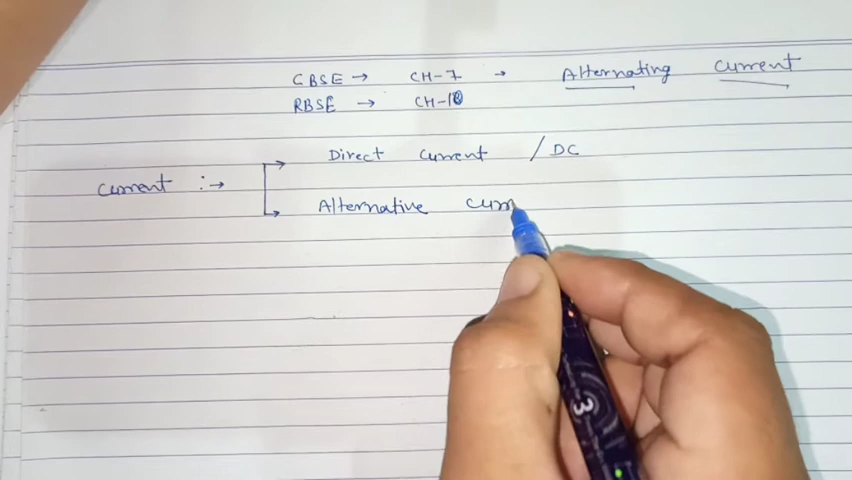 CBSE → CH-7 → Alternating Current
RBSE → CH-10
Current :→ Direct Current / DC
Alternative Curr